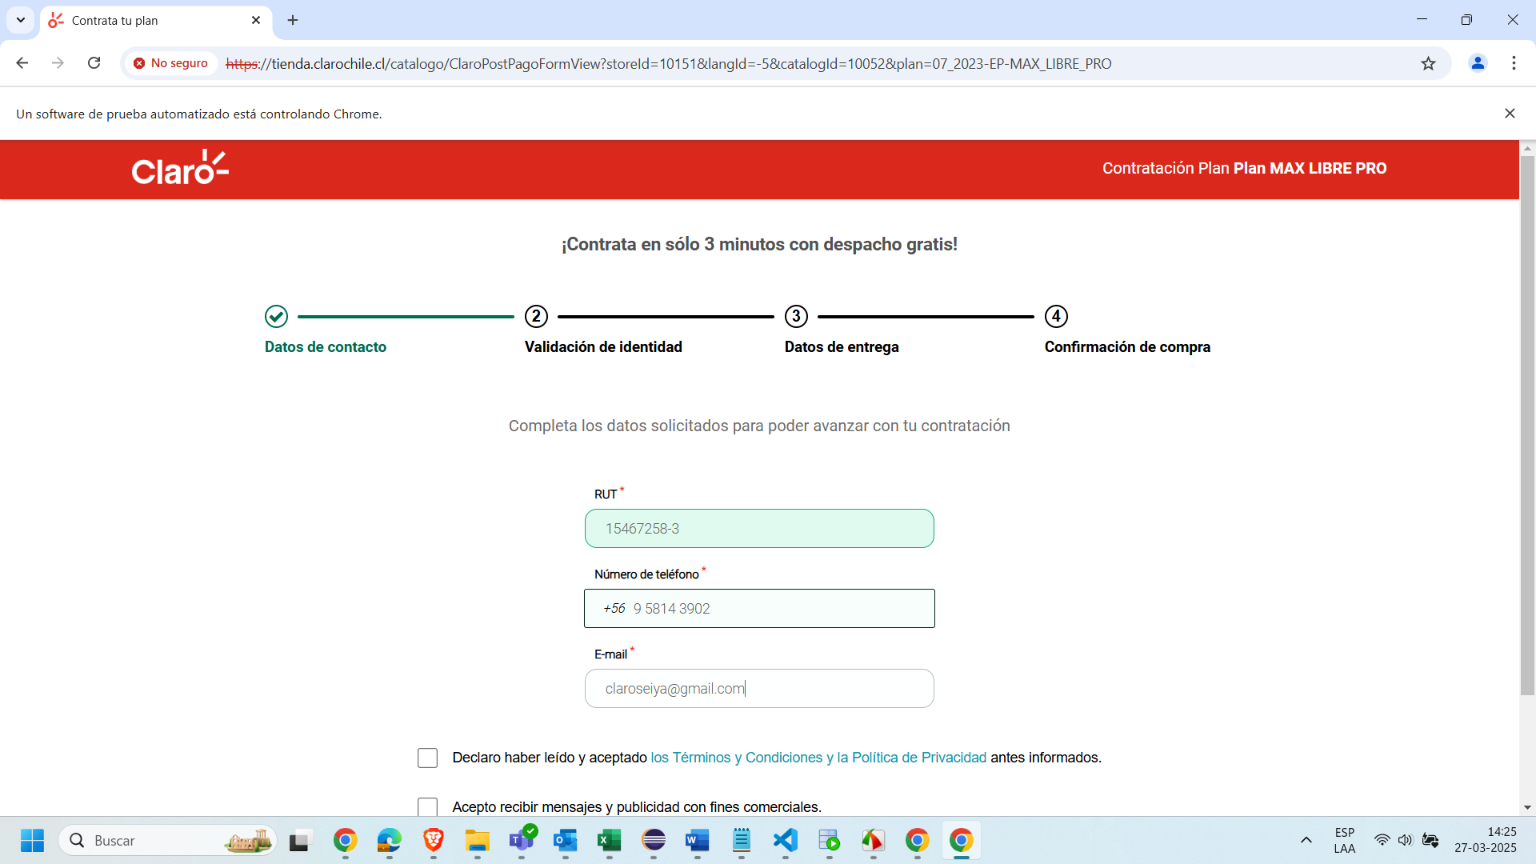 Contrata tu plan
No seguro
https://tienda.clarochile.cl/catalogo/ClaroPostPagoFormView?storeId=10151&langId=-5&catalogId=10052&plan=07_2023-EP-MAX_LIBRE_PRO
Un software de prueba automatizado está controlando Chrome.
Claro
Contratación Plan Plan MAX LIBRE PRO
¡Contrata en sólo 3 minutos con despacho gratis!
2 3 4
Datos de contacto Validación de identidad Datos de entrega Confirmación de compra
Completa los datos solicitados para poder avanzar con tu contratación
RUT *
15467258-3
Número de teléfono *
+56 9 5814 3902
E-mail *
claroseiya@gmail.com
Declaro haber leído y aceptado los Términos y Condiciones y la Política de Privacidad antes informados.
Acepto recibir mensajes y publicidad con fines comerciales.
Buscar
ESP
LAA
14:25
27-03-2025